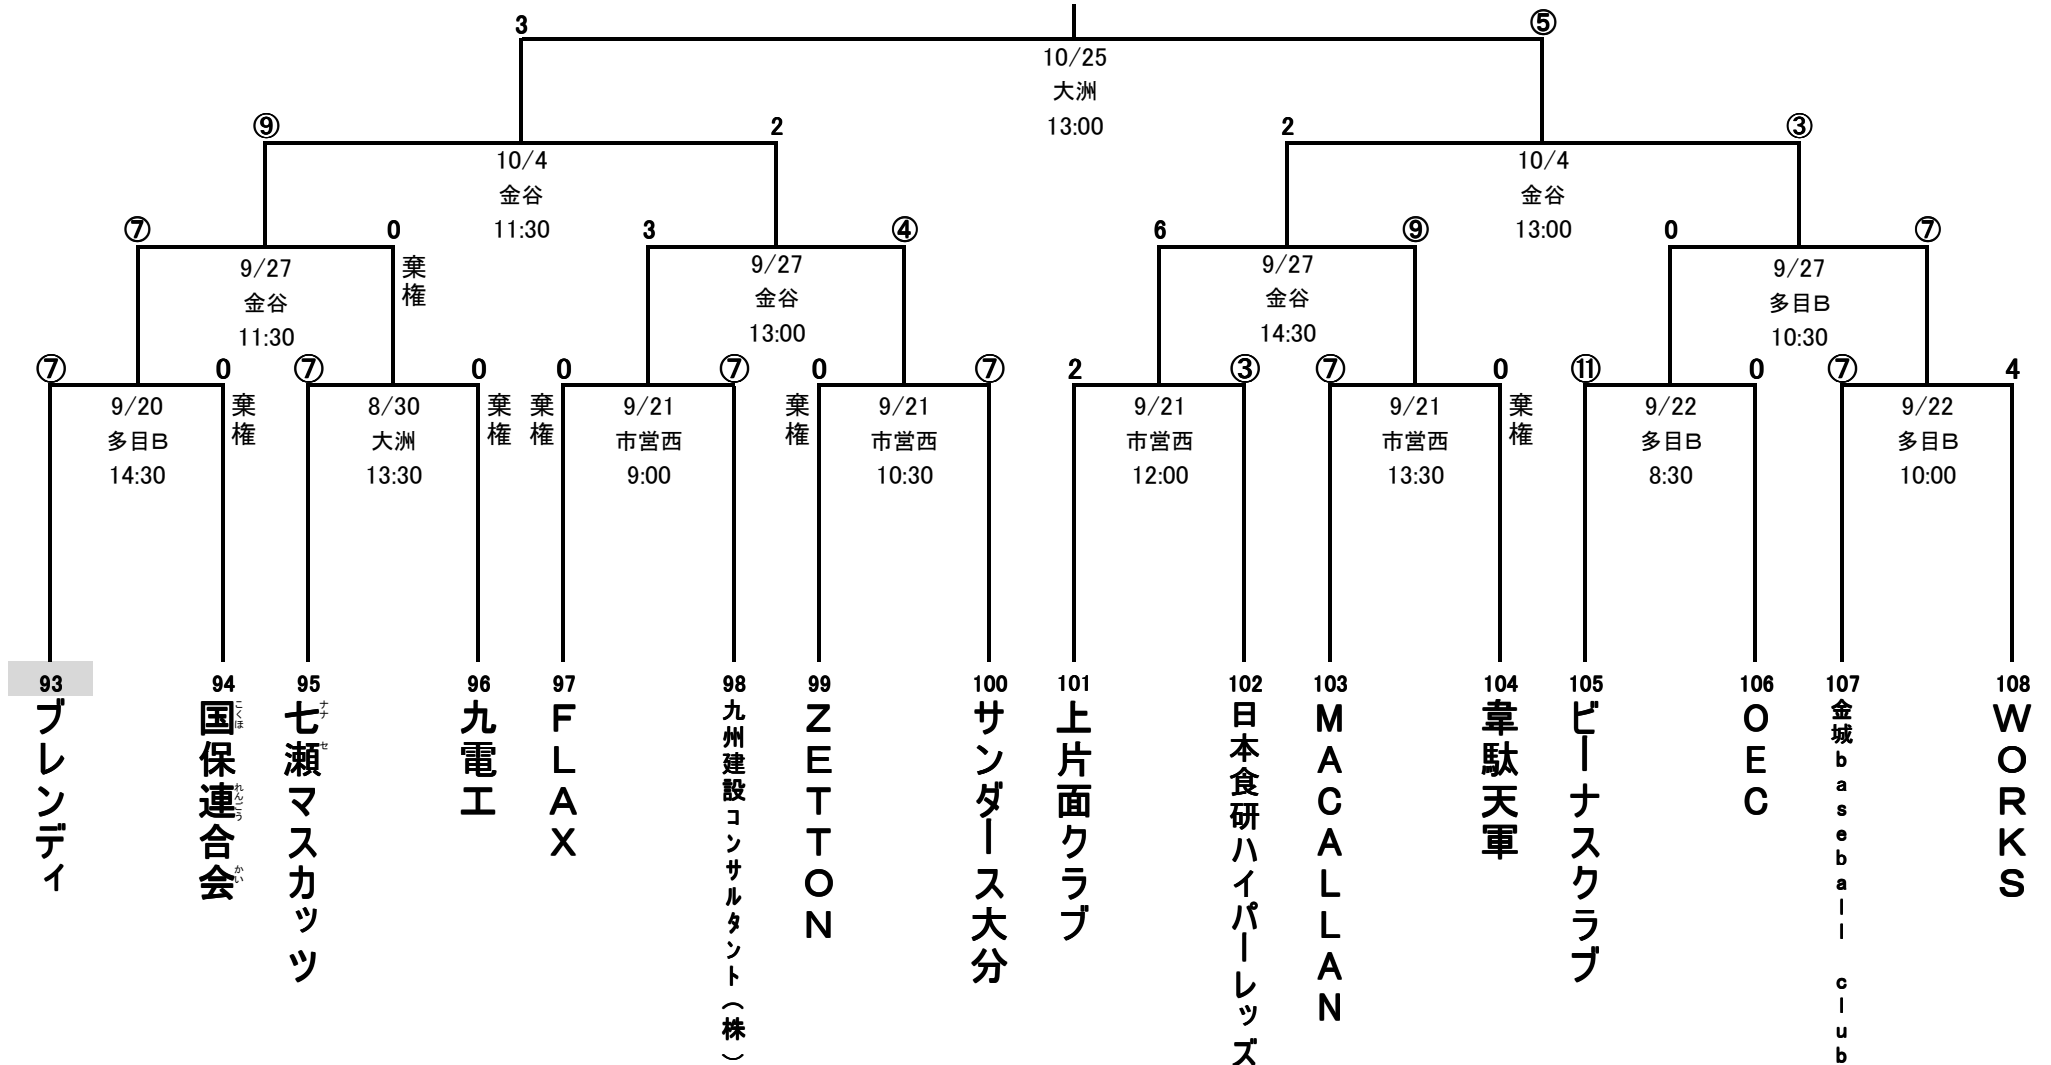 3 ⑤
10/25
大洲
13:00
⑨ 2 2 ③
10/4 10/4
金谷 金谷
11:30 13:00
⑦ 0 3 ④ 6 ⑨ 0 ⑦
棄権
9/27 9/27 9/27 9/27
金谷 金谷 金谷 多目B
11:30 13:00 14:30 10:30
⑦ 0 ⑦ 0 0 ⑦ 0 ⑦ 2 ③ ⑦ 0 ⑪ 0 ⑦ 4
棄権 棄権 棄権 棄権 棄権
9/20 8/30 9/21 9/21 9/21 9/21 9/22 9/22
多目B 大洲 市営西 市営西 市営西 市営西 多目B 多目B
14:30 13:30 9:00 10:30 12:00 13:30 8:30 10:00
93 94 95 96 97 98 99 100 101 102 103 104 105 106 107 108
ブレンディ
国保連合会
こくほ れんごう かい
七瀬マスカッツ
ナナ セ
九電工
FLAX
九州建設コンサルタント(株)
ZETTON
サンダース大分
上片面クラブ
日本食研ハイパーレッズ
MACALLAN
韋駄天軍
ビーナスクラブ
OEC
金城baseball club
WORKS